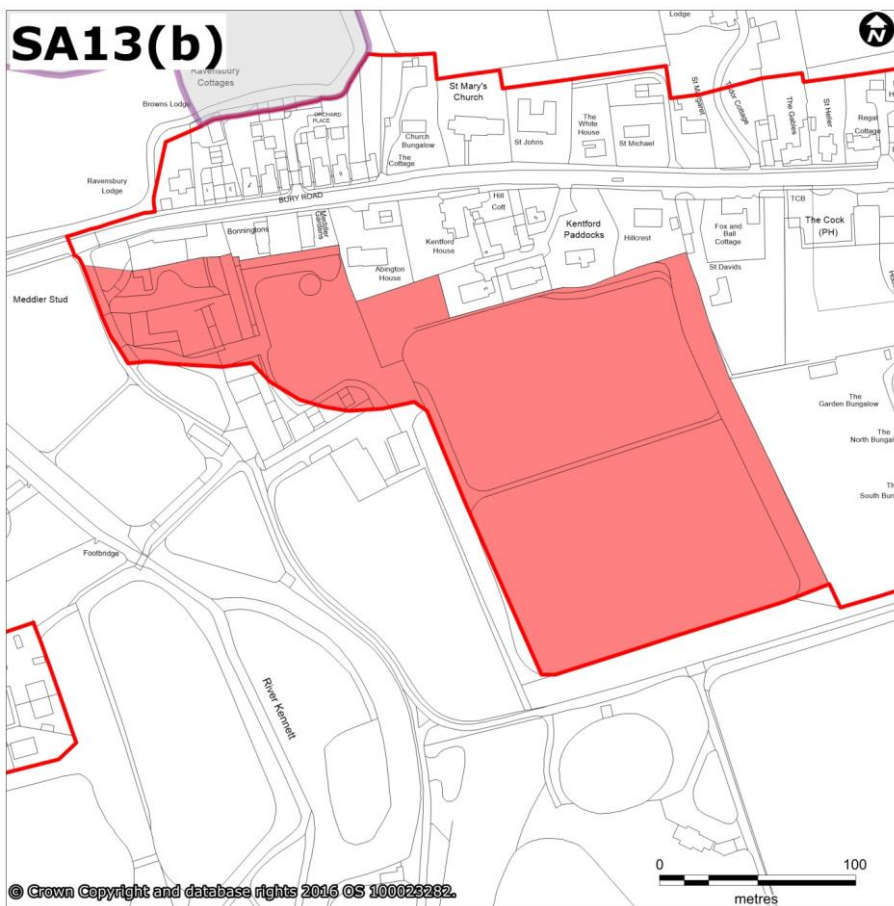 SA13(b)
N
Lodge
Ravensbury
Cottages
Browns Lodge
ORCHARD
PLACE
Church
Bungalow
The
Cottage
St Mary's
Church
St Johns
The
White
House
St Michael
St Margaret
Tudor Cottage
The Gables
St Helier
Regal
Cottage
Ravensbury
Lodge
BURY ROAD
Bonningtons
Meddler
Gardens
Abington
House
Kentford
House
Hill
Cott
Kentford
Paddocks
Hillcrest
Fox and
Ball
Cottage
St Davids
TCB
The Cock
(PH)
Meddler Stud
The
Garden Bungalow
The
North Bungal
Th
South Bun
Footbridge
River Kennett
0
100
metres
© Crown Copyright and database rights 2016 OS 100023282.